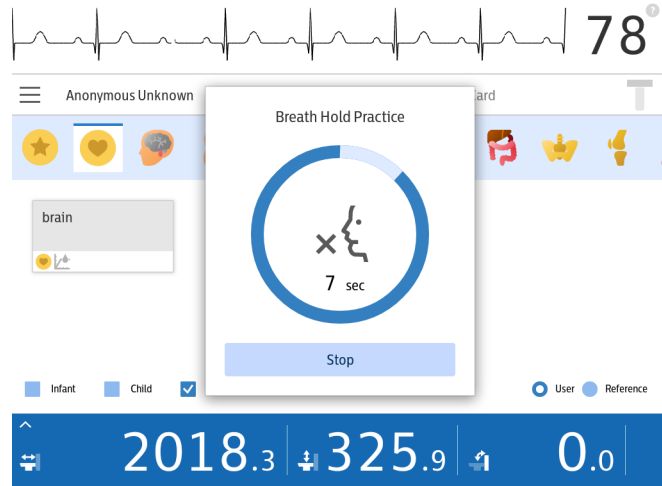 78
?
Anonymous Unknown
ard
Breath Hold Practice
brain
7 sec
Stop
Infant
Child
User
Reference
2018.3
325.9
0.0